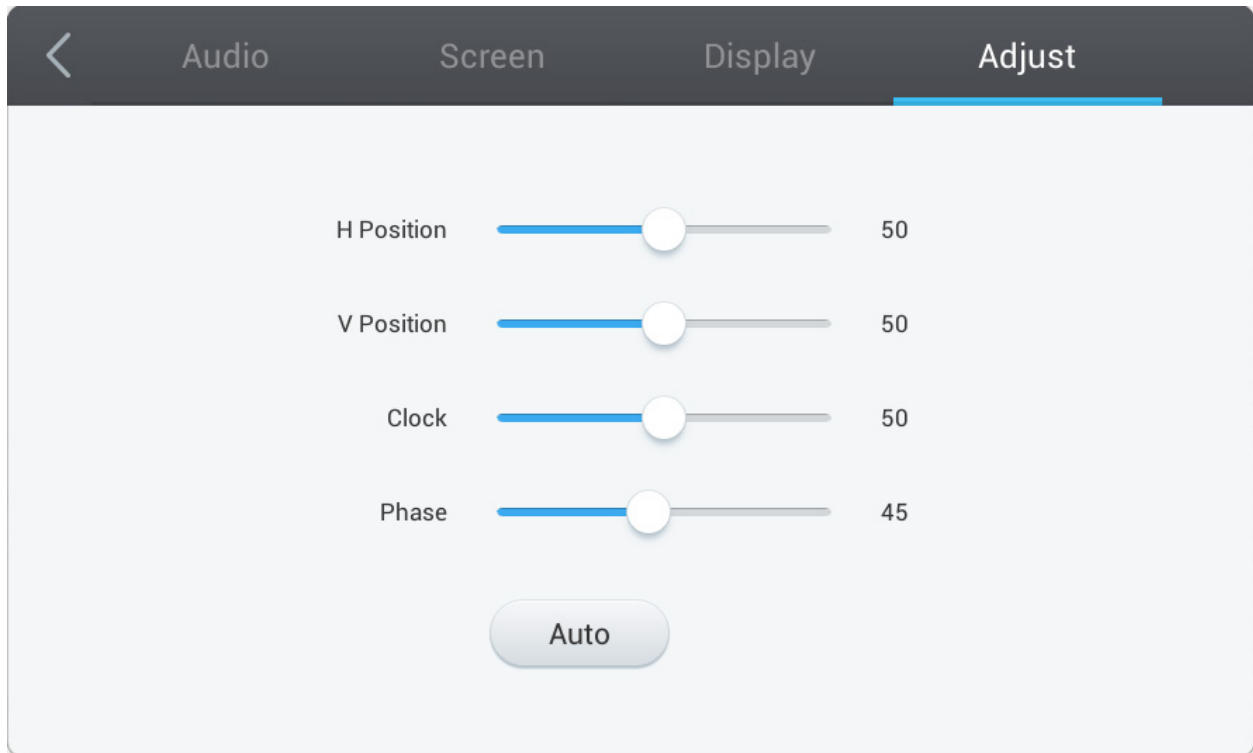 Audio Screen Display Adjust
H Position 50
V Position 50
Clock 50
Phase 45
Auto